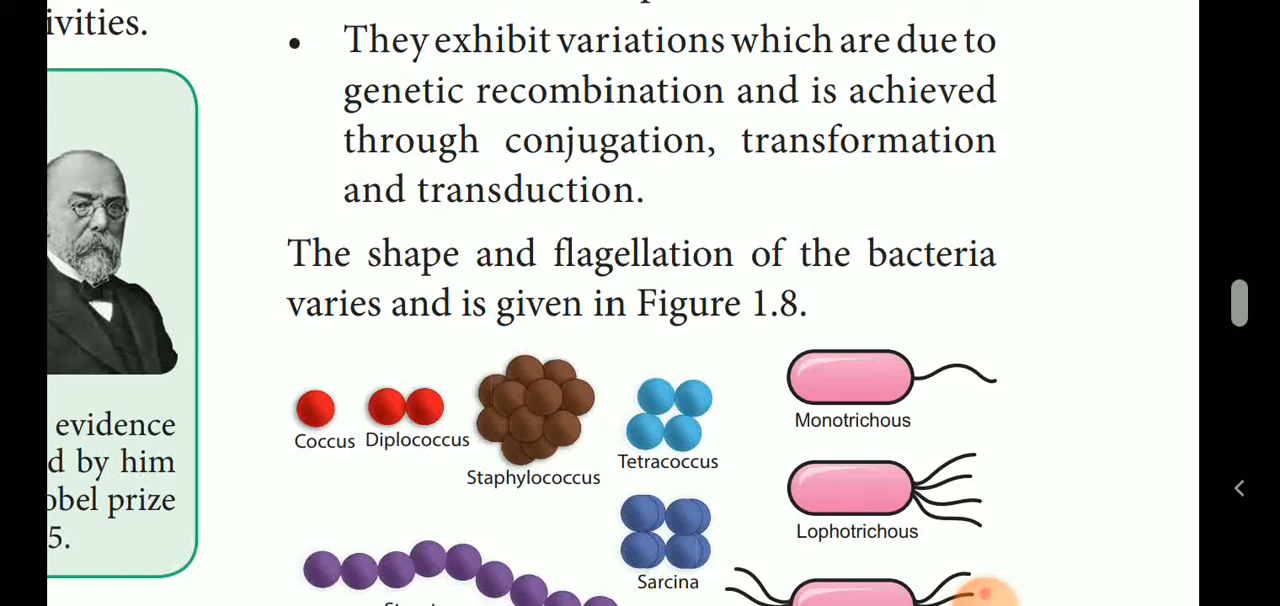 ivities.
evidence
d by him
obel prize
5.
• They exhibit variations which are due to
genetic recombination and is achieved
through conjugation, transformation
and transduction.
The shape and flagellation of the bacteria
varies and is given in Figure 1.8.
Coccus
Diplococcus
Staphylococcus
Tetracoccus
Sarcina
Monotrichous
Lophotrichous